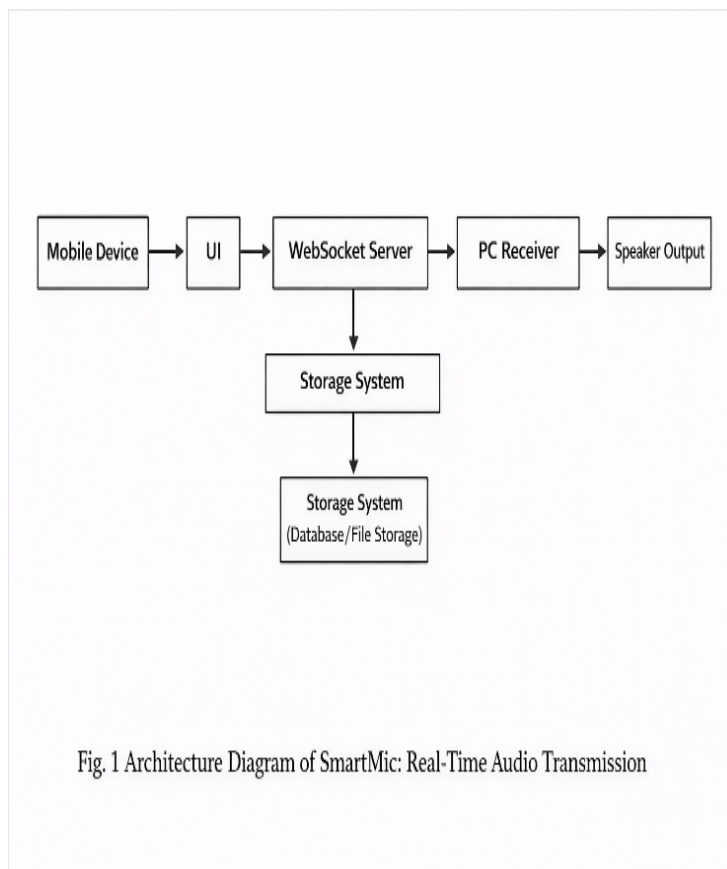 Mobile Device
UI
WebSocket Server
PC Receiver
Speaker Output
Storage System
Storage System
(Database/File Storage)
Fig. 1 Architecture Diagram of SmartMic: Real-Time Audio Transmission